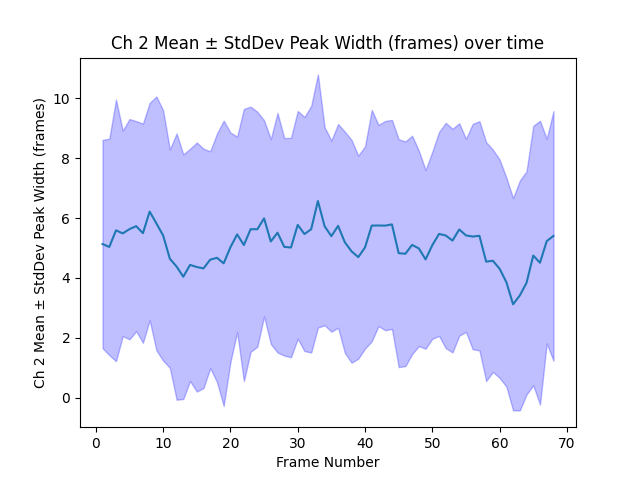 Ch 2 Mean ± StdDev Peak Width (frames) over time
Ch 2 Mean ± StdDev Peak Width (frames)
10
8
6
4
2
0
0 10 20 30 40 50 60 70
Frame Number